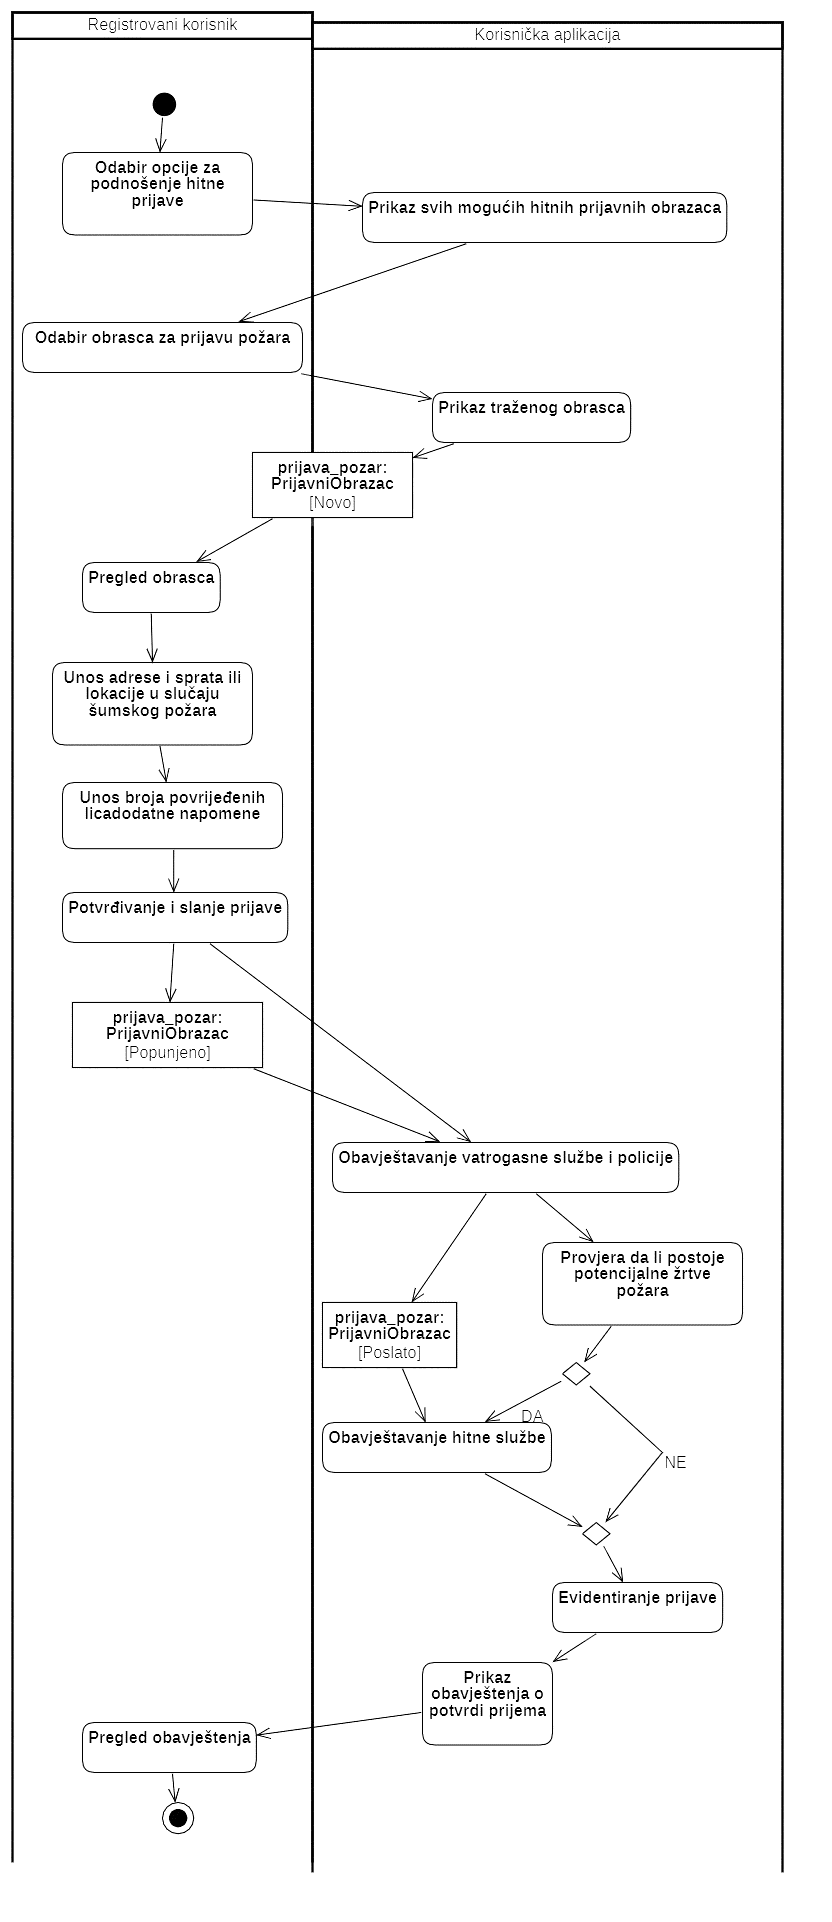 Registrovani korisnik
Korisnička aplikacija
Odabir opcije za
podnošenje hitne
prijave
Prikaz svih mogućih hitnih prijavnih obrazaca
Odabir obrasca za prijavu požara
Prikaz traženog obrasca
prijava_pozar:
PrijavniObrazac
[Novo]
Pregled obrasca
Unos adrese i sprata ili
lokacije u slučaju
šumskog požara
Unos broja povrijeđenih
licadodatne napomene
Potvrđivanje i slanje prijave
prijava_pozar:
PrijavniObrazac
[Popunjeno]
Obavještavanje vatrogasne službe i policije
Provjera da li postoje
potencijalne žrtve
požara
prijava_pozar:
PrijavniObrazac
[Poslato]
DA
Obavještavanje hitne službe
NE
Evidentiranje prijave
Prikaz
obavještenja o
potvrdi prijema
Pregled obavještenja